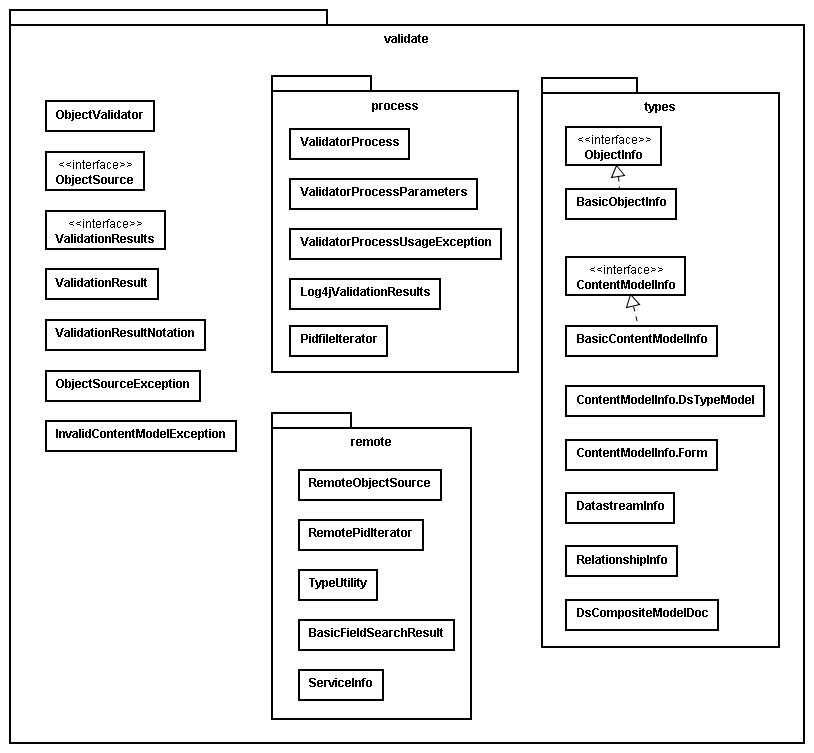 validate
ObjectValidator
<<interface>>
ObjectSource
<<interface>>
ValidationResults
ValidationResult
ValidationResultNotation
ObjectSourceException
InvalidContentModelException
process
ValidatorProcess
ValidatorProcessParameters
ValidatorProcessUsageException
Log4jValidationResults
PidfileIterator
remote
RemoteObjectSource
RemotePidIterator
TypeUtility
BasicFieldSearchResult
ServiceInfo
types
<<interface>>
ObjectInfo
BasicObjectInfo
<<interface>>
ContentModelInfo
BasicContentModelInfo
ContentModelInfo.DsTypeModel
ContentModelInfo.Form
DatastreamInfo
RelationshipInfo
DsCompositeModelDoc